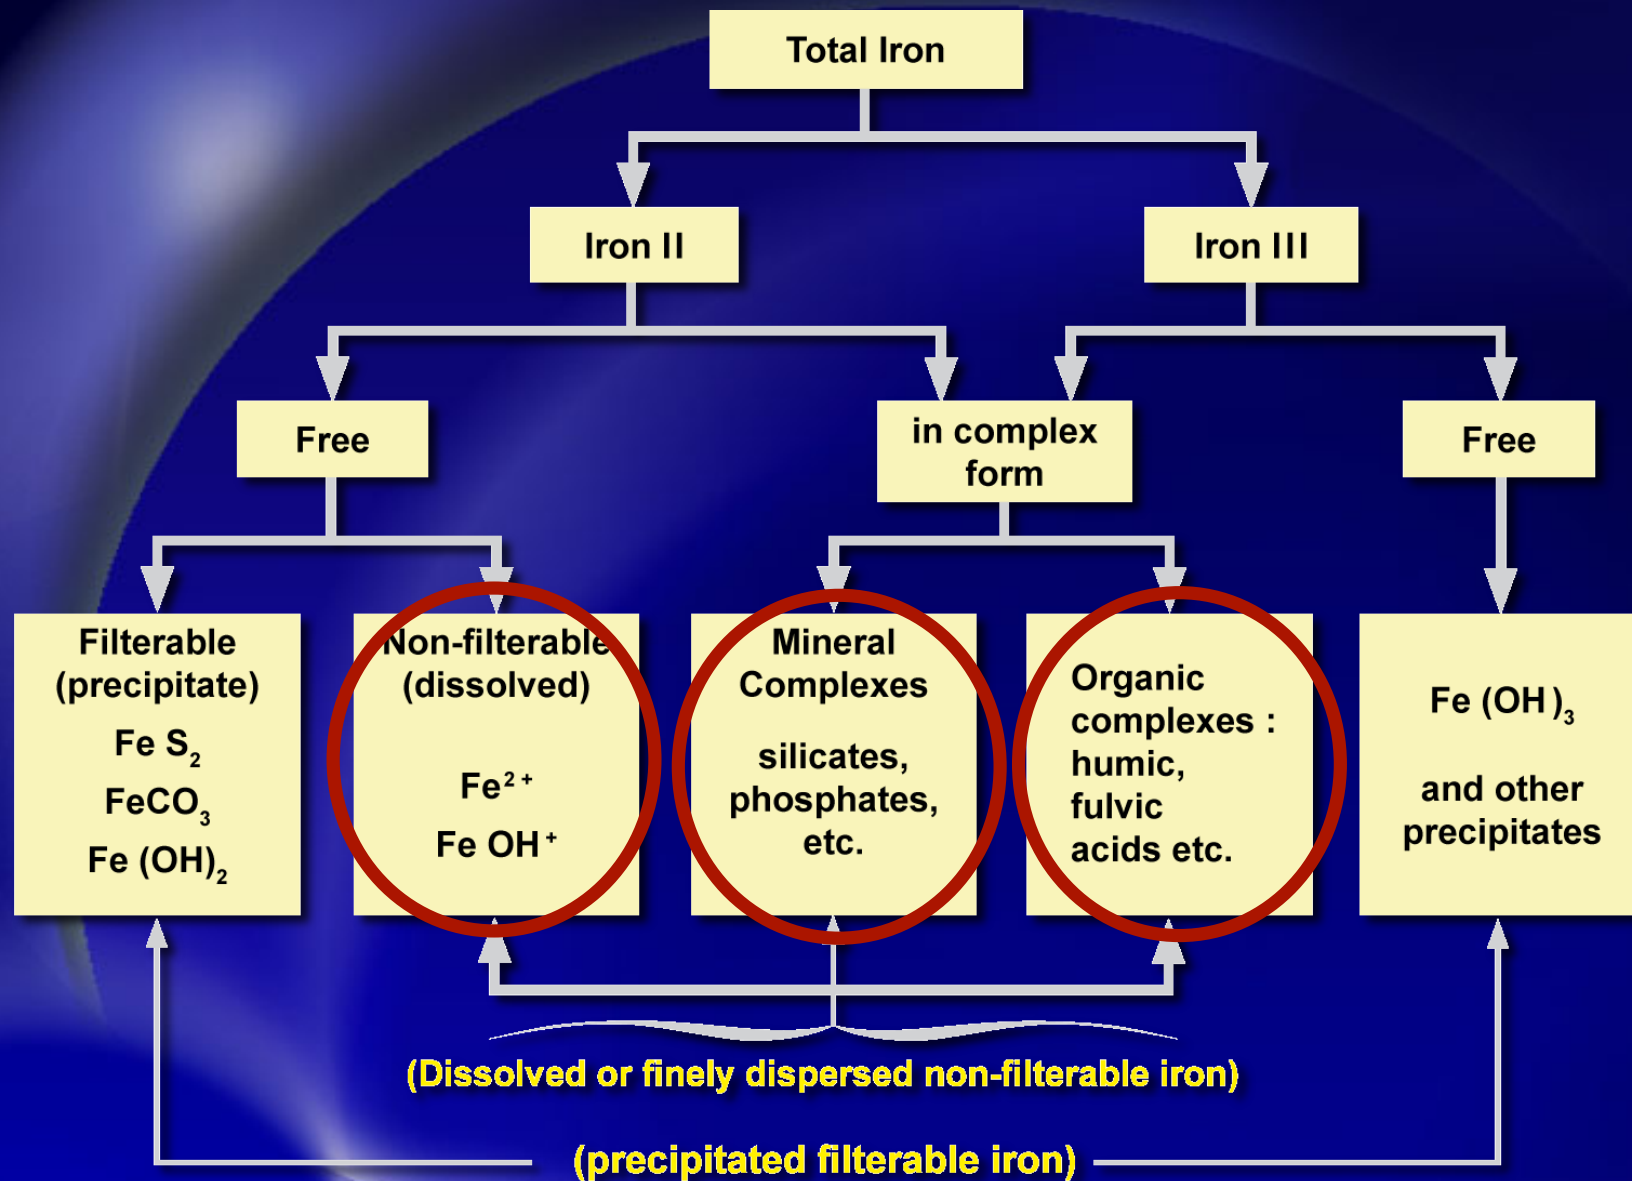 Total Iron
Iron II
Iron III
Free
in complex
form
Free
Filterable
(precipitate)
Fe S₂
FeCO₃
Fe (OH)₂
Non-filterable
(dissolved)
Fe²⁺
Fe OH⁺
Mineral
Complexes
silicates,
phosphates,
etc.
Organic
complexes :
humic,
fulvic
acids etc.
Fe (OH)₃
and other
precipitates
(Dissolved or finely dispersed non-filterable iron)
(precipitated filterable iron)